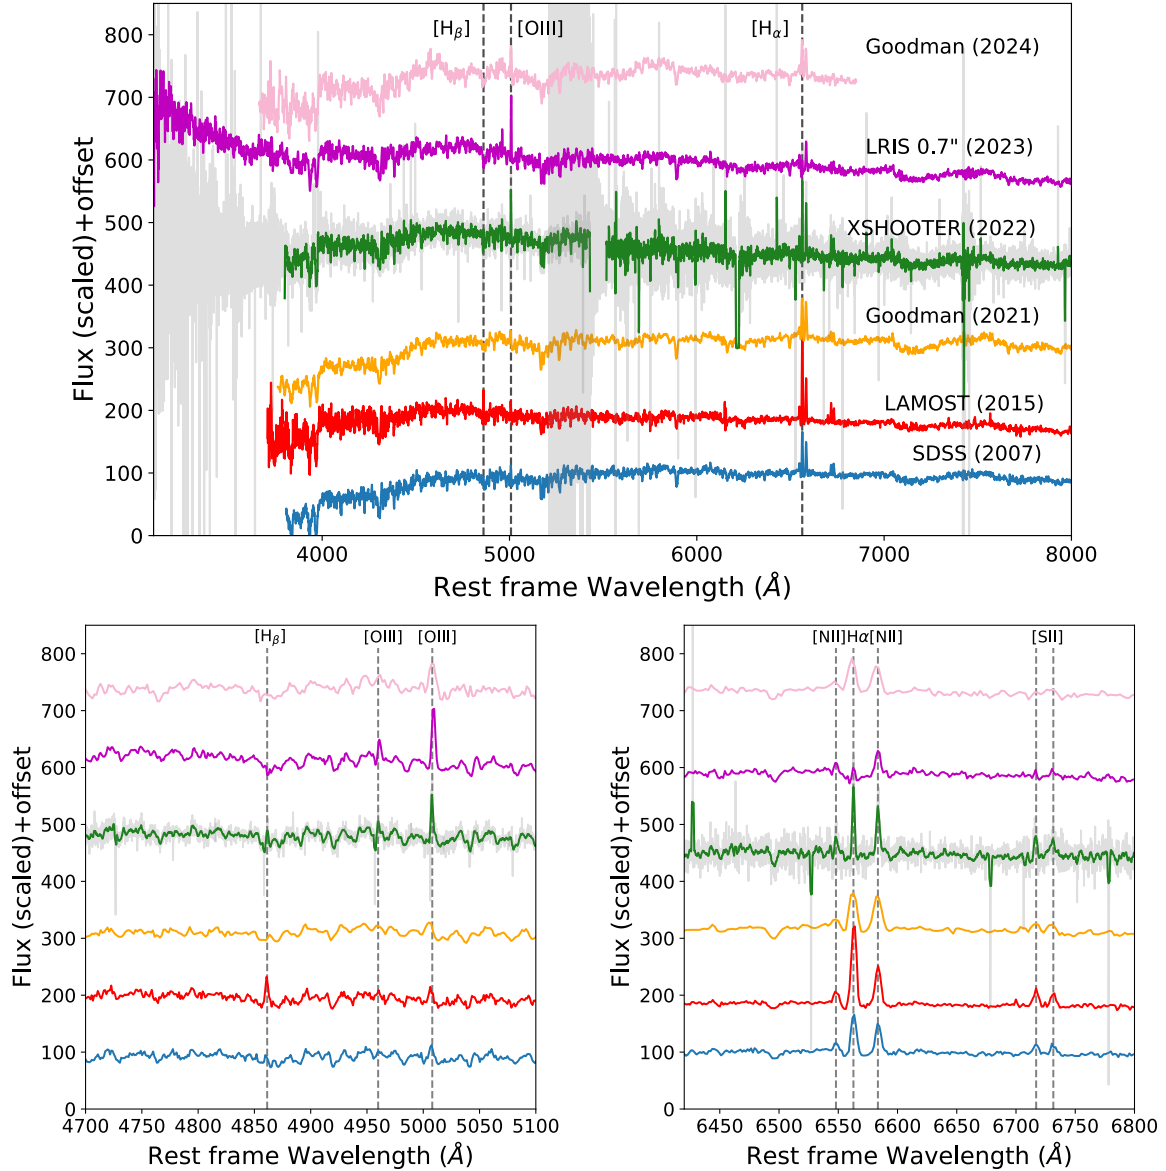 [Hβ]
[OIII]
[Hα]
Goodman (2024)
LRIS 0.7" (2023)
XSHOOTER (2022)
Goodman (2021)
LAMOST (2015)
SDSS (2007)
800
700
600
500
400
300
200
100
0
Flux (scaled)+offset
4000 5000 6000 7000 8000
Rest frame Wavelength (Å)
[Hβ] [OIII] [OIII]
800
700
600
500
400
300
200
100
0
Flux (scaled)+offset
4700 4750 4800 4850 4900 4950 5000 5050 5100
Rest frame Wavelength (Å)
[NII]Hα[NII] [SII]
800
700
600
500
400
300
200
100
0
Flux (scaled)+offset
6450 6500 6550 6600 6650 6700 6750 6800
Rest frame Wavelength (Å)